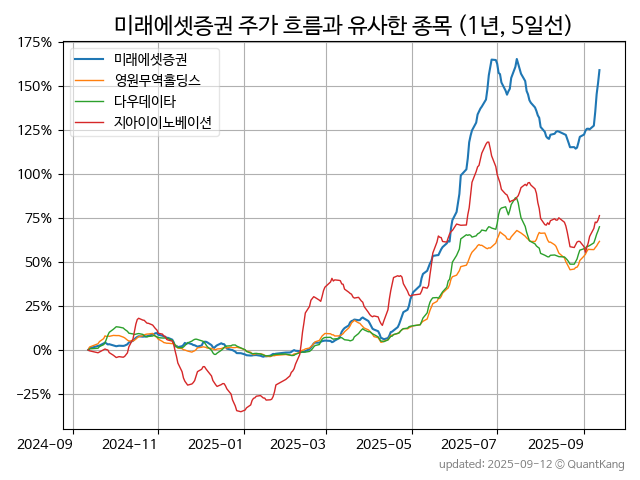 미래에셋증권 주가 흐름과 유사한 종목 (1년, 5일선)
175%
150%
125%
100%
75%
50%
25%
0%
−25%
미래에셋증권
영원무역홀딩스
다우데이타
지아이이노베이션
2024-09
2024-11
2025-01
2025-03
2025-05
2025-07
2025-09
updated: 2025-09-12 © QuantKang